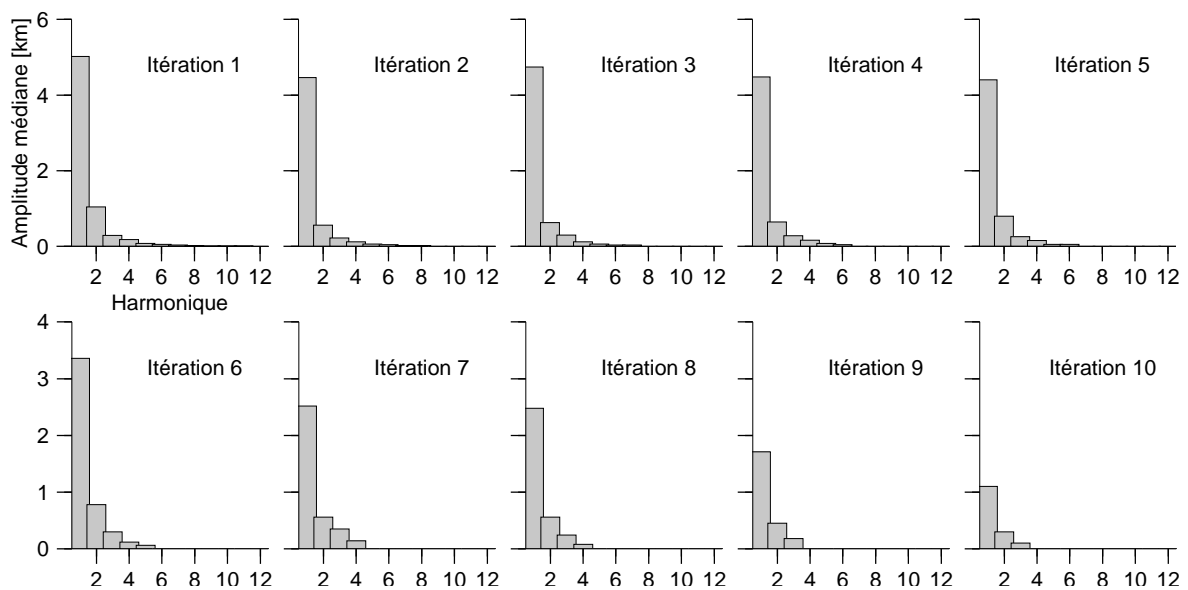 Amplitude médiane [km]
6
4
2
0
Itération 1
Itération 2
Itération 3
Itération 4
Itération 5
2 4 6 8 10 12
2 4 6 8 10 12
2 4 6 8 10 12
2 4 6 8 10 12
2 4 6 8 10 12
Harmonique
4
3
2
1
0
Itération 6
Itération 7
Itération 8
Itération 9
Itération 10
2 4 6 8 10 12
2 4 6 8 10 12
2 4 6 8 10 12
2 4 6 8 10 12
2 4 6 8 10 12